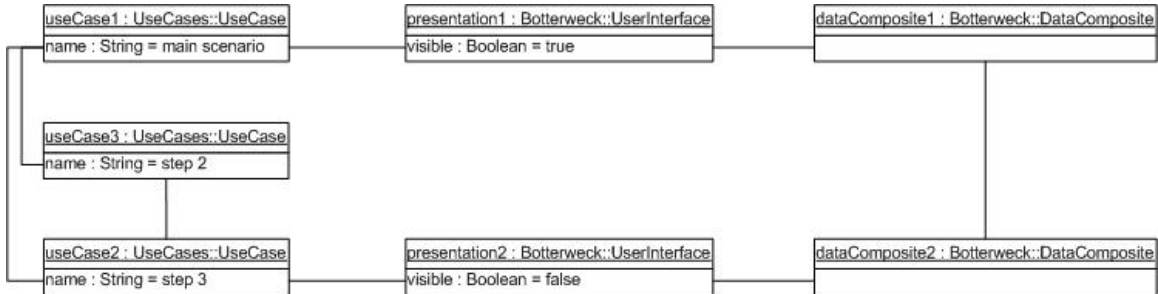 useCase1 : UseCases::UseCase
name : String = main scenario
presentation1 : Botterweck::UserInterface
visible : Boolean = true
dataComposite1 : Botterweck::DataComposite
useCase3 : UseCases::UseCase
name : String = step 2
useCase2 : UseCases::UseCase
name : String = step 3
presentation2 : Botterweck::UserInterface
visible : Boolean = false
dataComposite2 : Botterweck::DataComposite